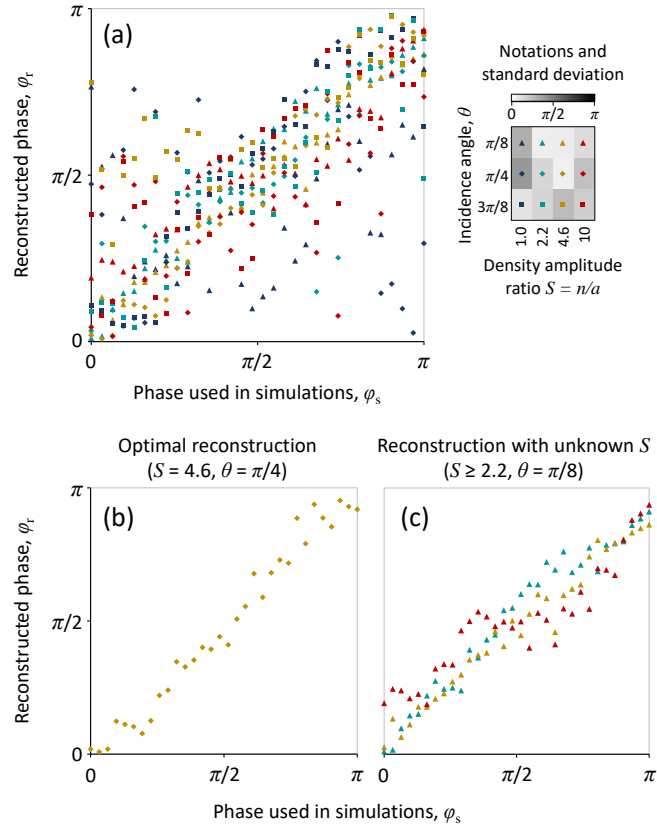 π
(a)
π/2
0
Reconstructed phase, φr
0
π/2
π
Phase used in simulations, φs
Notations and
standard deviation
0
π/2
π
Incidence angle, θ
π/8
π/4
3π/8
1.0
2.2
4.6
10
Density amplitude
ratio S = n/a
Optimal reconstruction
(S = 4.6, θ = π/4)
π
(b)
π/2
0
Reconstructed phase, φr
0
π/2
Reconstruction with unknown S
(S ≥ 2.2, θ = π/8)
(c)
π
0
π/2
π
Phase used in simulations, φs